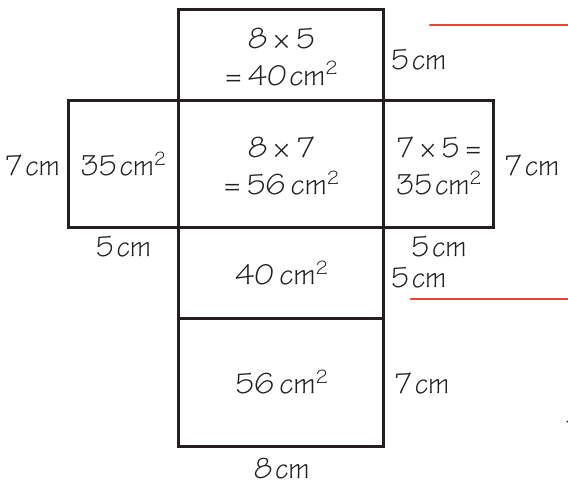 8 × 5
= 40 cm²
5 cm
7 cm
35 cm²
8 × 7
= 56 cm²
7 × 5 =
35 cm²
7 cm
5 cm
5 cm
40 cm²
5 cm
56 cm²
7 cm
8 cm